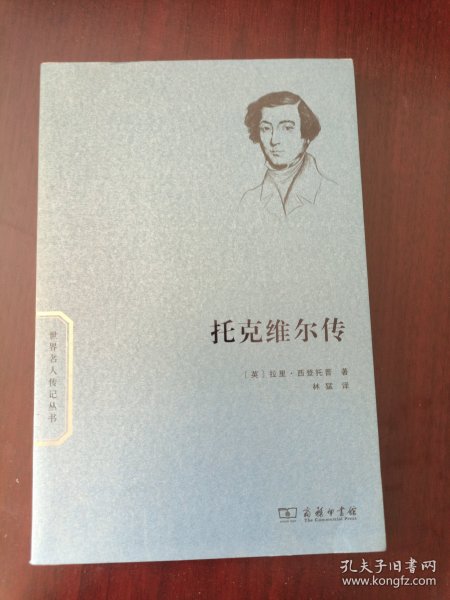 托克维尔传
〔英〕拉里·西登托普 著
林猛 译
世界名人传记丛书
商务印书馆
The Commercial Press
孔夫子旧书网
www.kongfz.com